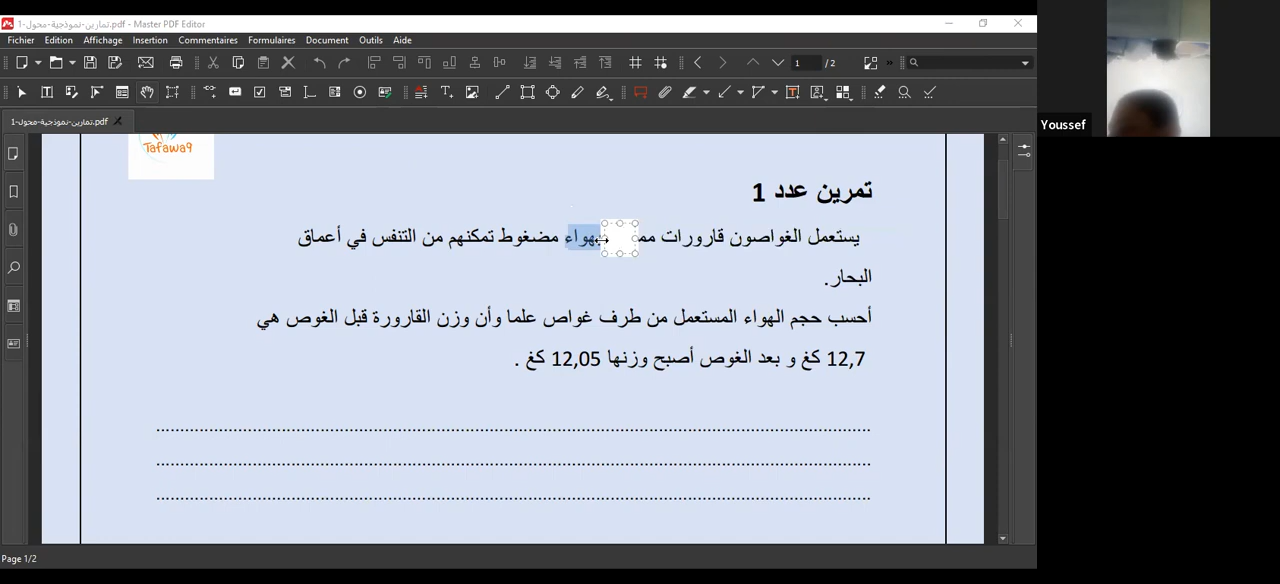 تمارين-نموذجية-محول-1.pdf - Master PDF Editor
Fichier Edition Affichage Insertion Commentaires Formulaires Document Outils Aide
1 / 2
تمارين-نموذجية-محول-1.pdf
Youssef
Tafawa9
تمرين عدد 1
يستعمل الغواصون قارورات بهواء مضغوط تمكنهم من التنفس في أعماق
البحار.
أحسب حجم الهواء المستعمل من طرف غواص علما وأن وزن القارورة قبل الغوص هي
12,7 كغ و بعد الغوص أصبح وزنها 12,05 كغ .
Page 1/2